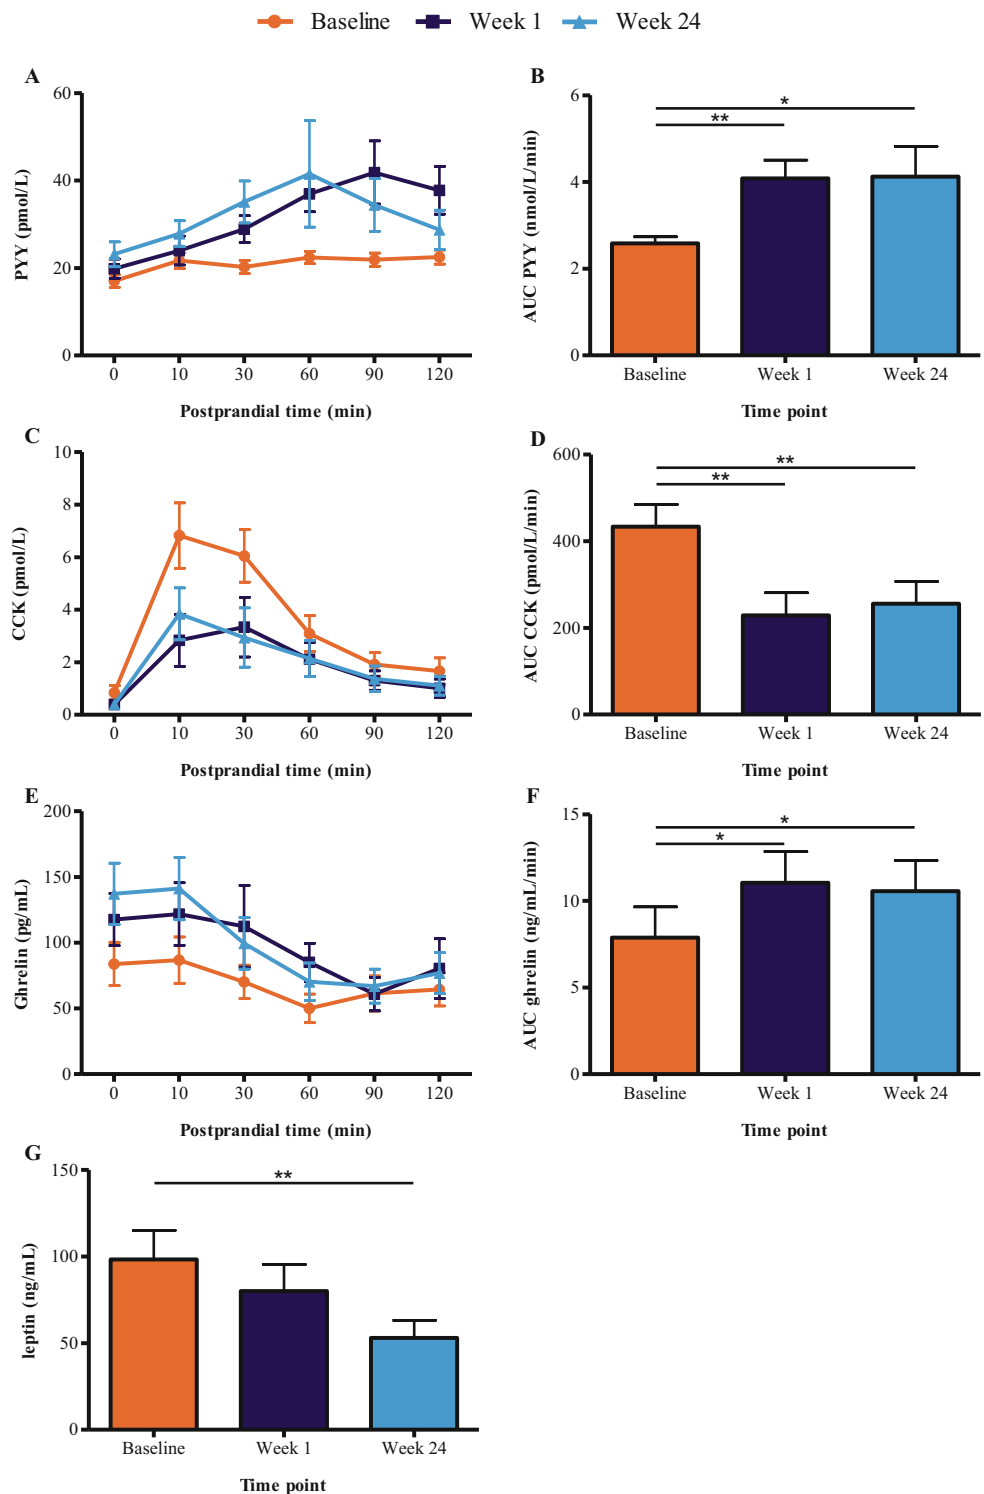 Baseline Week 1 Week 24
A
60
40
20
0
PYY (pmol/L)
0 10 30 60 90 120
Postprandial time (min)
B
* 
**
6
4
2
0
AUC PYY (nmol/L/min)
Baseline Week 1 Week 24
Time point
C
10
8
6
4
2
0
CCK (pmol/L)
0 10 30 60 90 120
Postprandial time (min)
D
**
**
600
400
200
0
AUC CCK (pmol/L/min)
Baseline Week 1 Week 24
Time point
E
200
150
100
50
0
Ghrelin (pg/mL)
0 10 30 60 90 120
Postprandial time (min)
F
*
*
15
10
5
0
AUC ghrelin (ng/mL/min)
Baseline Week 1 Week 24
Time point
G
**
150
100
50
0
leptin (ng/mL)
Baseline Week 1 Week 24
Time point